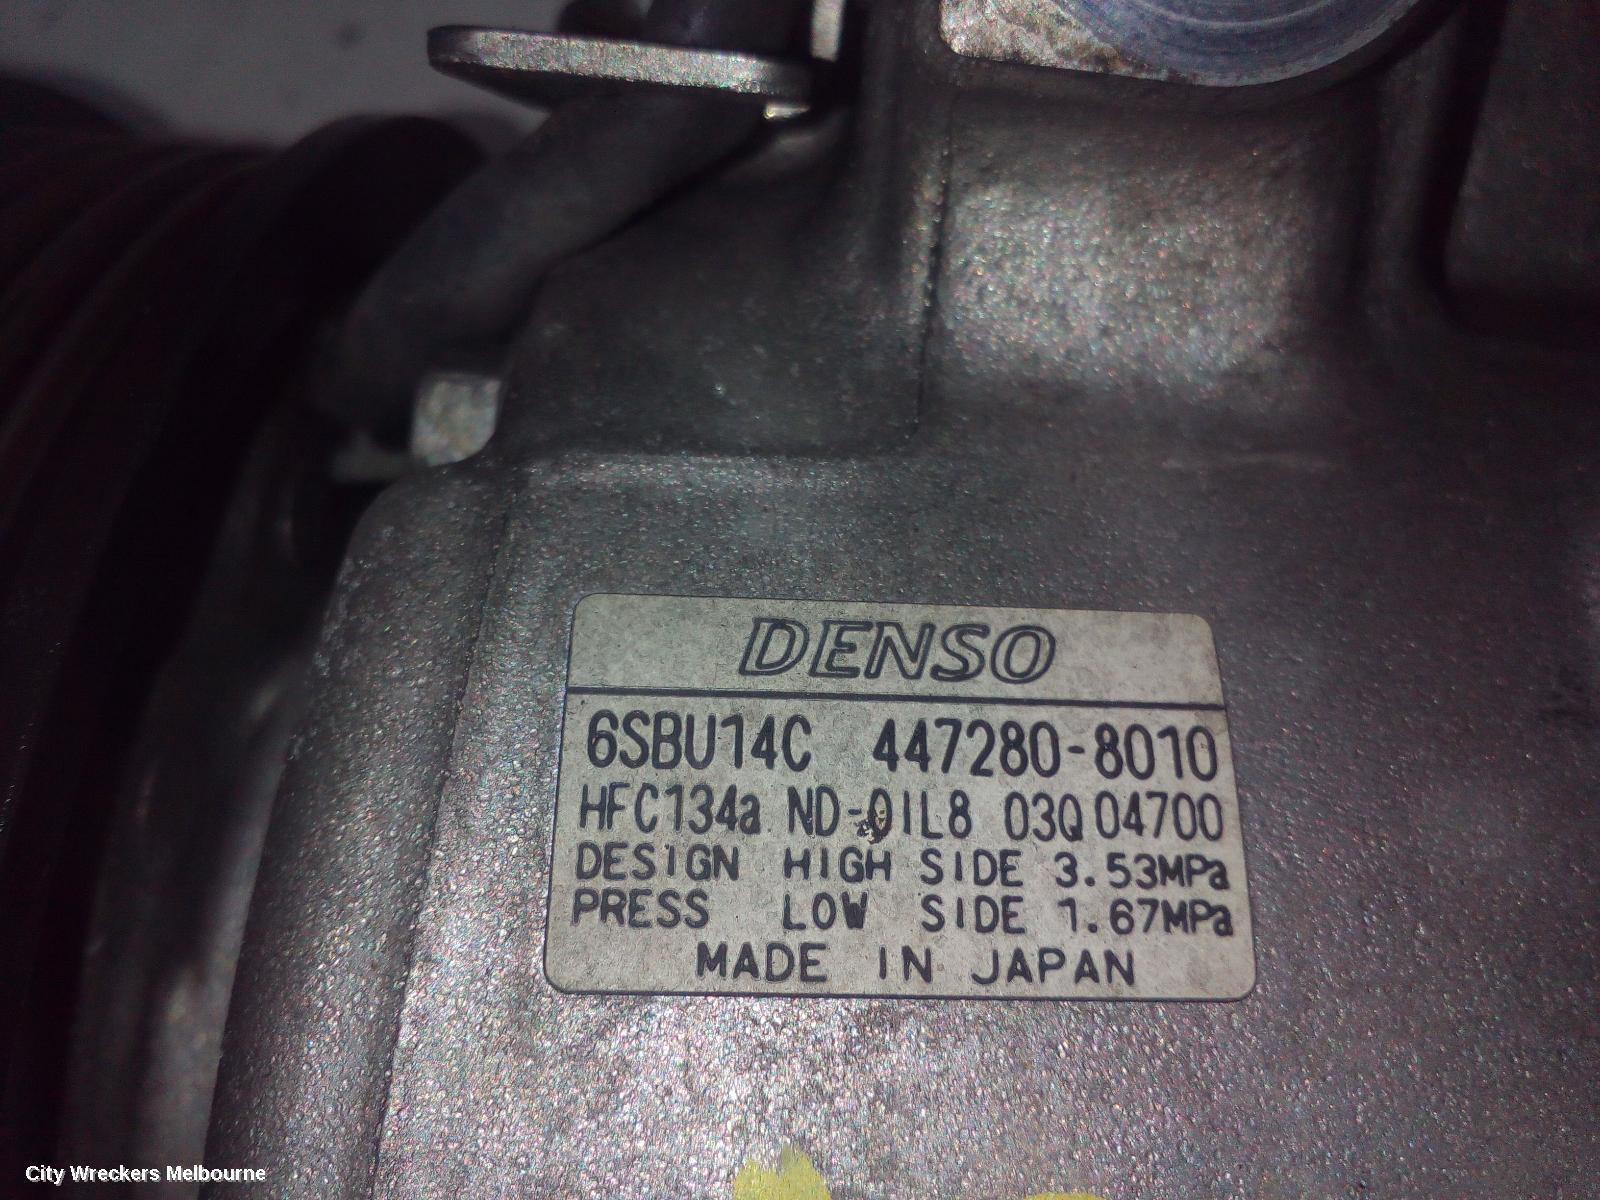 DENSO
6SBU14C 447280-8010
HFC134a ND-OIL8 03Q04700
DESIGN HIGH SIDE 3.53MPa
PRESS LOW SIDE 1.67MPa
MADE IN JAPAN
City Wreckers Melbourne